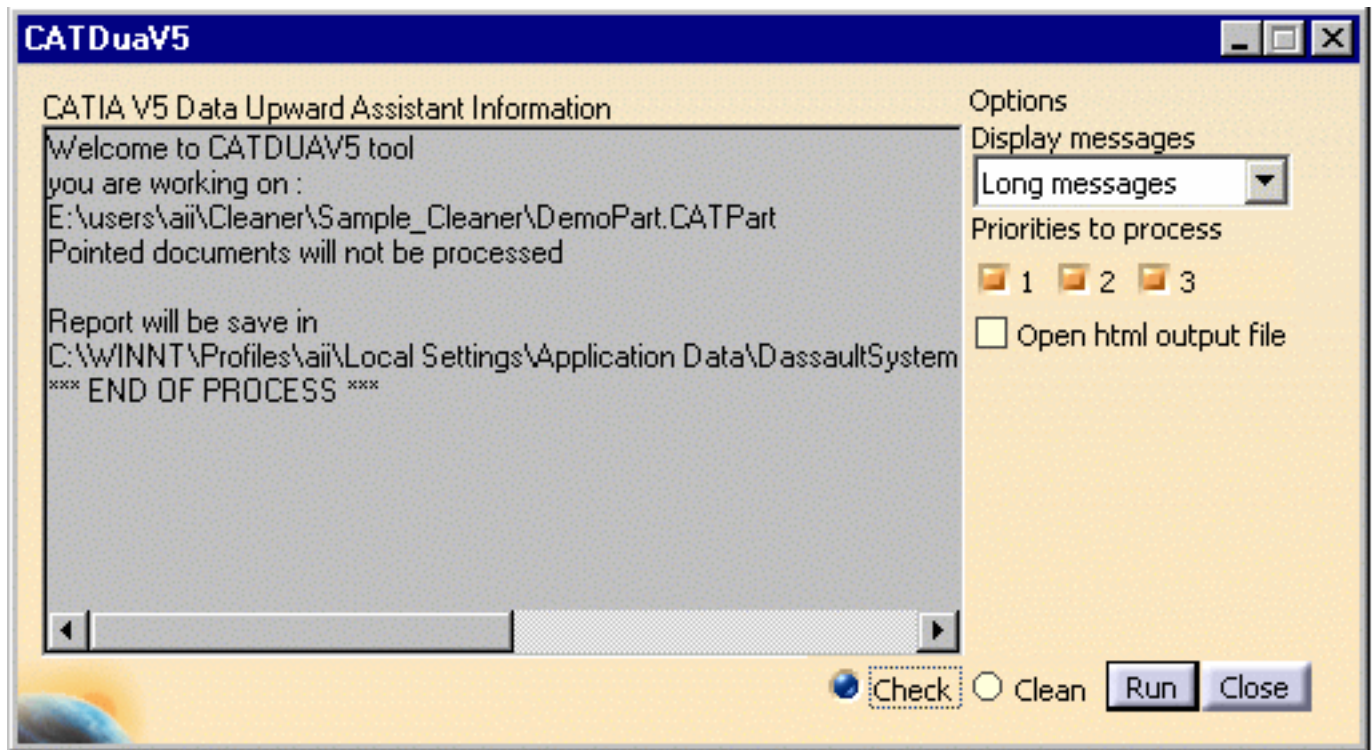 CATDuaV5
CATIA V5 Data Upward Assistant Information
Welcome to CATDUAV5 tool
you are working on :
E:\users\aii\Cleaner\Sample_Cleaner\DemoPart.CATPart
Pointed documents will not be processed
Report will be save in
C:\WINNT\Profiles\aii\Local Settings\Application Data\DassaultSystem
*** END OF PROCESS ***
Options
Display messages
Long messages
Priorities to process
1 2 3
Open html output file
Check Clean Run Close